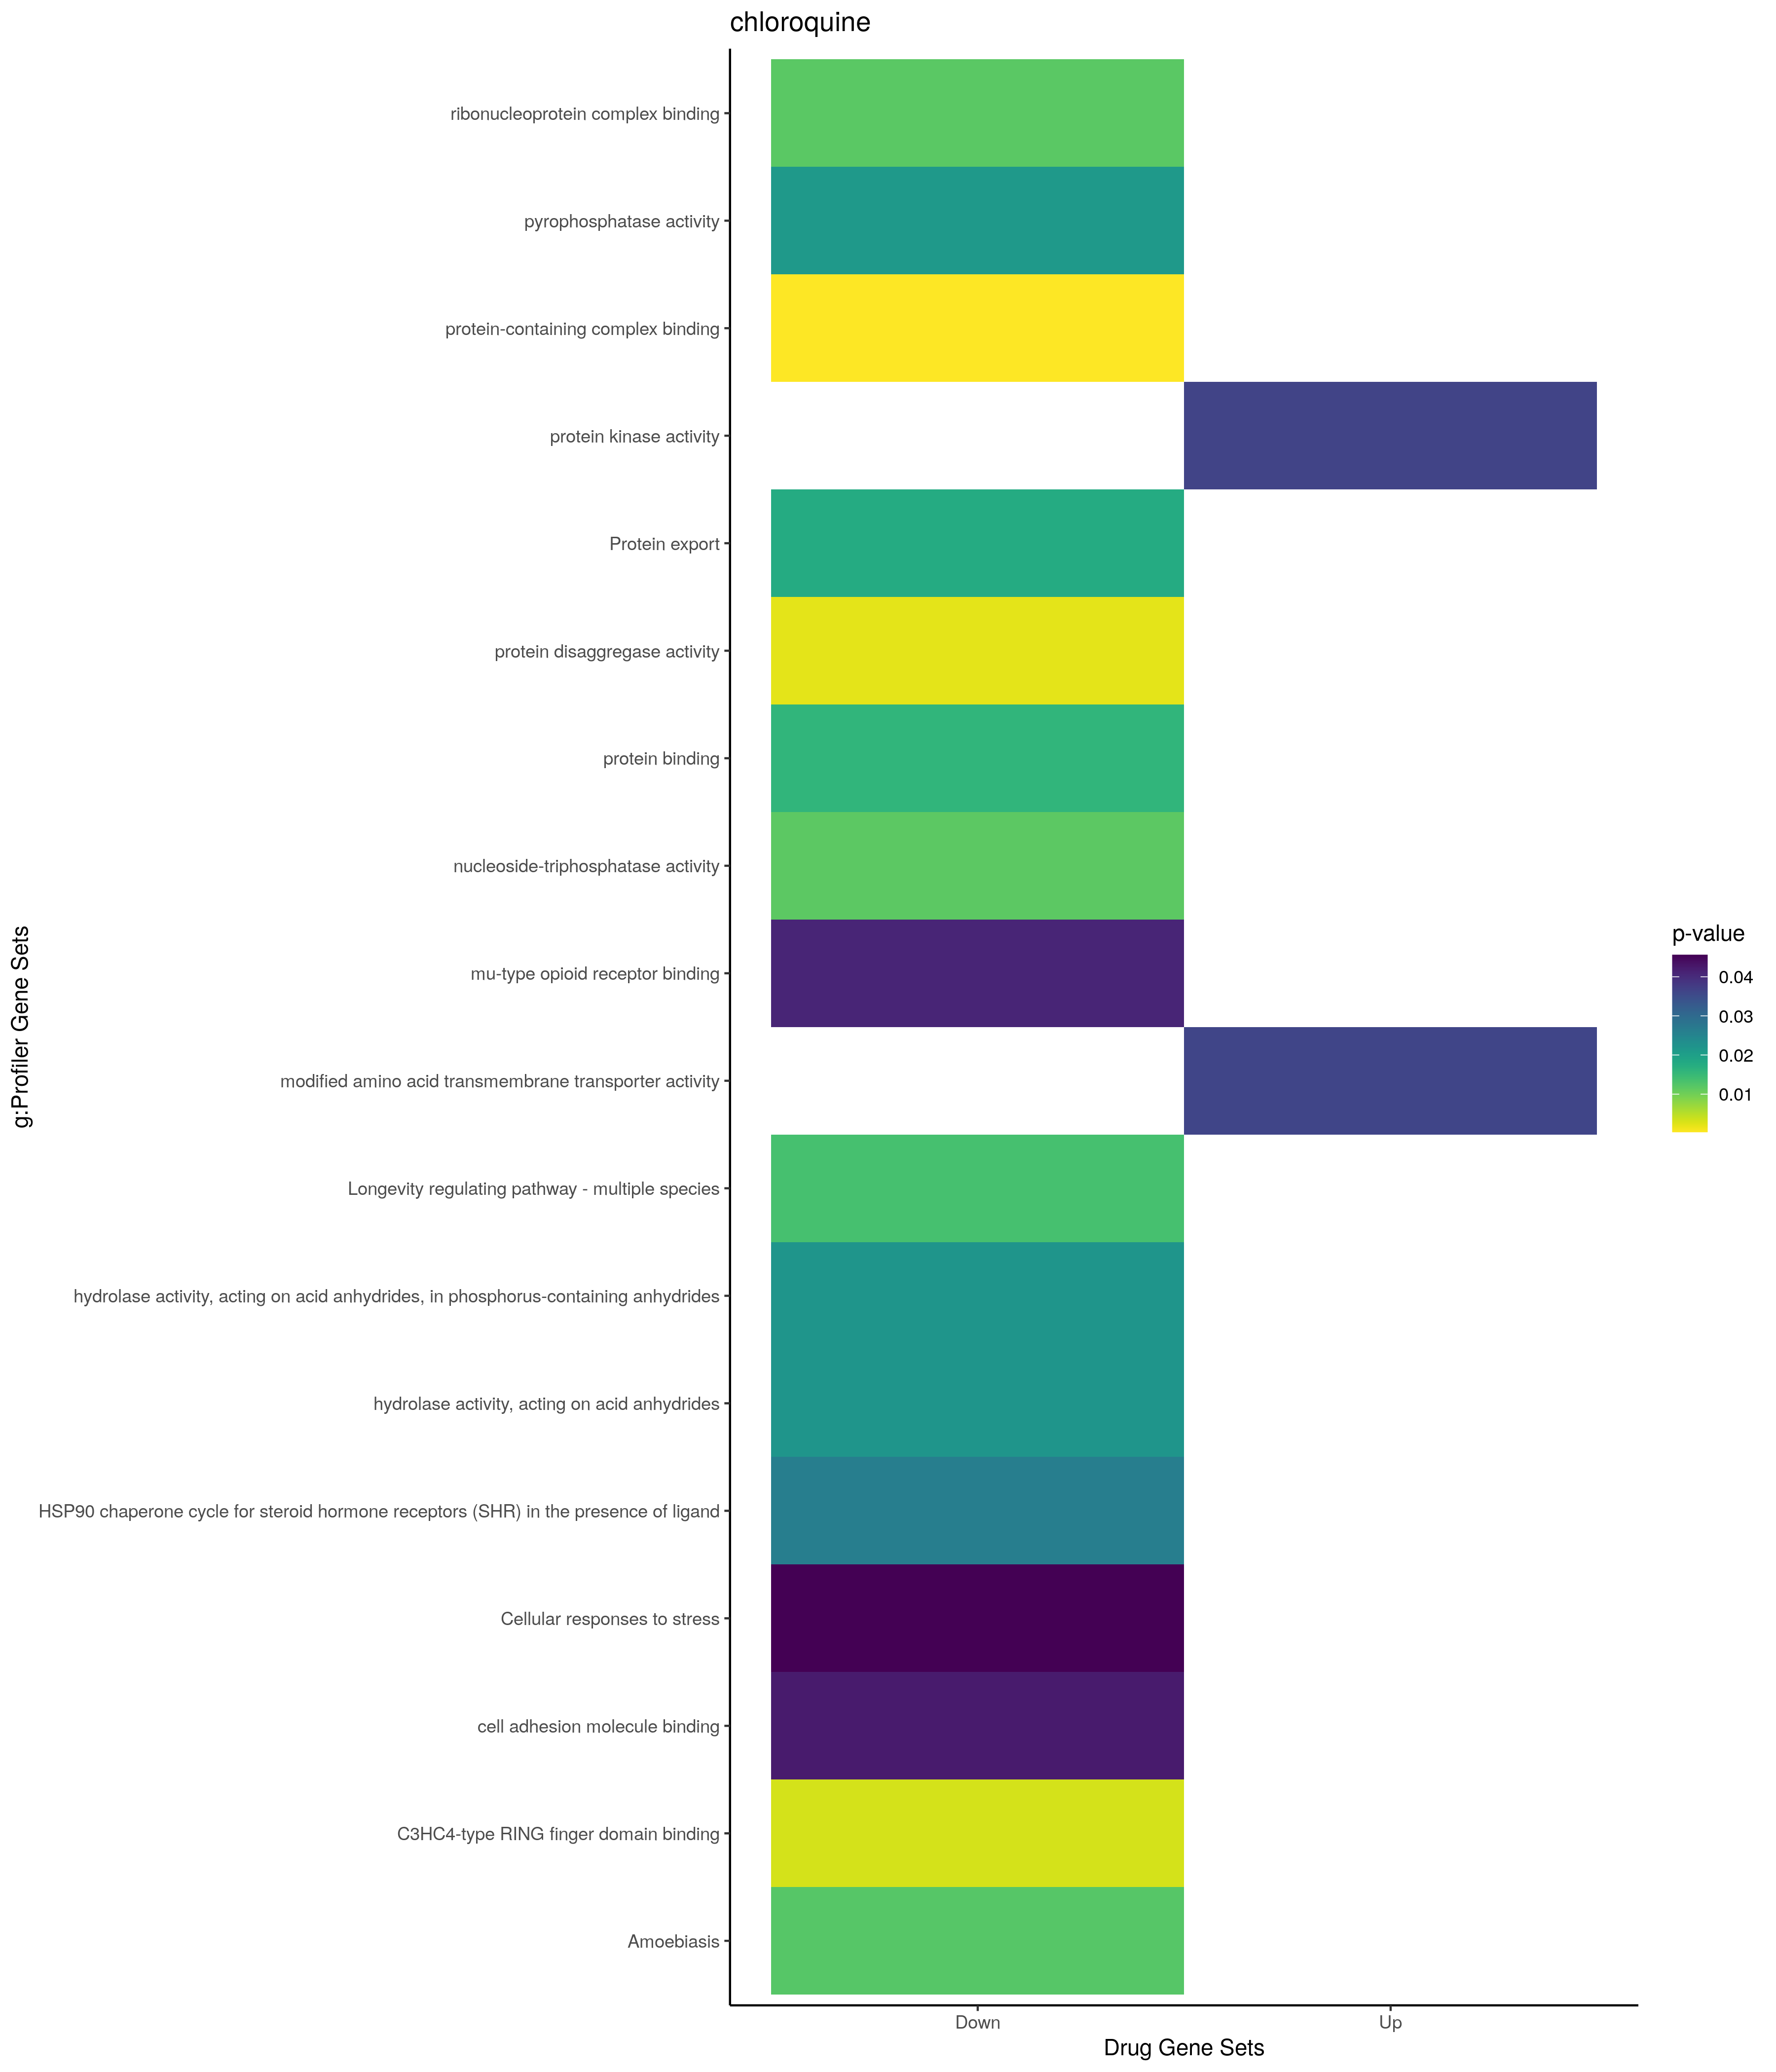 chloroquine
ribonucleoprotein complex binding
pyrophosphatase activity
protein-containing complex binding
protein kinase activity
Protein export
protein disaggregase activity
protein binding
nucleoside-triphosphatase activity
mu-type opioid receptor binding
modified amino acid transmembrane transporter activity
Longevity regulating pathway - multiple species
hydrolase activity, acting on acid anhydrides, in phosphorus-containing anhydrides
hydrolase activity, acting on acid anhydrides
HSP90 chaperone cycle for steroid hormone receptors (SHR) in the presence of ligand
Cellular responses to stress
cell adhesion molecule binding
C3HC4-type RING finger domain binding
Amoebiasis
g:Profiler Gene Sets
Down
Up
Drug Gene Sets
p-value
0.04
0.03
0.02
0.01